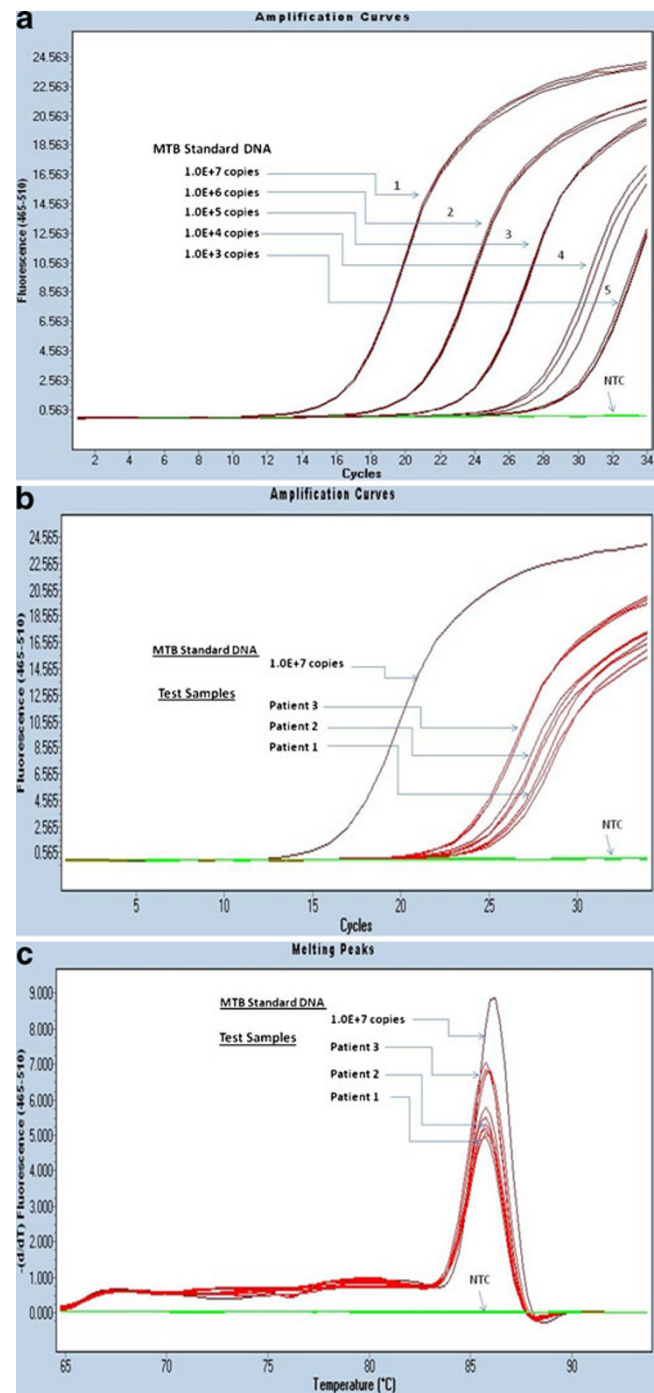 a
Amplification Curves
Fluorescence (465-510)
24.563
22.563
20.563
18.563
16.563
14.563
12.563
10.563
8.563
6.563
4.563
2.563
0.563
MTB Standard DNA
1.0E+7 copies
1.0E+6 copies
1.0E+5 copies
1.0E+4 copies
1.0E+3 copies
1
2
3
4
5
NTC
2 4 6 8 10 12 14 16 18 20 22 24 26 28 30 32 34
Cycles
b
Amplification Curves
Fluorescence (465-510)
24.565
22.565
20.565
18.565
16.565
14.565
12.565
10.565
8.565
6.565
4.565
2.565
0.565
MTB Standard DNA
1.0E+7 copies
Test Samples
Patient 3
Patient 2
Patient 1
NTC
5 10 15 20 25 30
Cycles
c
Melting Peaks
-(d/dT) Fluorescence (465-510)
9.000
8.000
7.000
6.000
5.000
4.000
3.000
2.000
1.000
0.000
MTB Standard DNA
1.0E+7 copies
Test Samples
Patient 3
Patient 2
Patient 1
NTC
65 70 75 80 85 90
Temperature (°C)